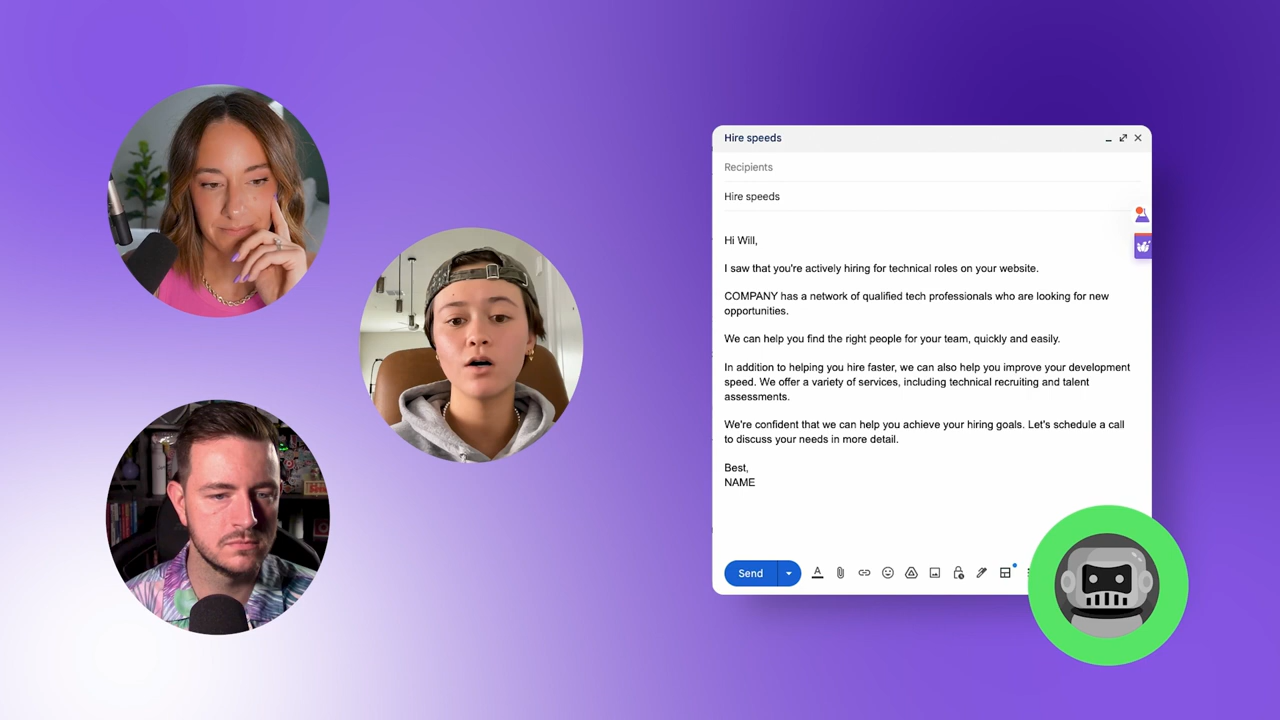 Hire speeds
Recipients
Hire speeds
Hi Will,
I saw that you're actively hiring for technical roles on your website.
COMPANY has a network of qualified tech professionals who are looking for new
opportunities.
We can help you find the right people for your team, quickly and easily.
In addition to helping you hire faster, we can also help you improve your development
speed. We offer a variety of services, including technical recruiting and talent
assessments.
We're confident that we can help you achieve your hiring goals. Let's schedule a call
to discuss your needs in more detail.
Best,
NAME
Send